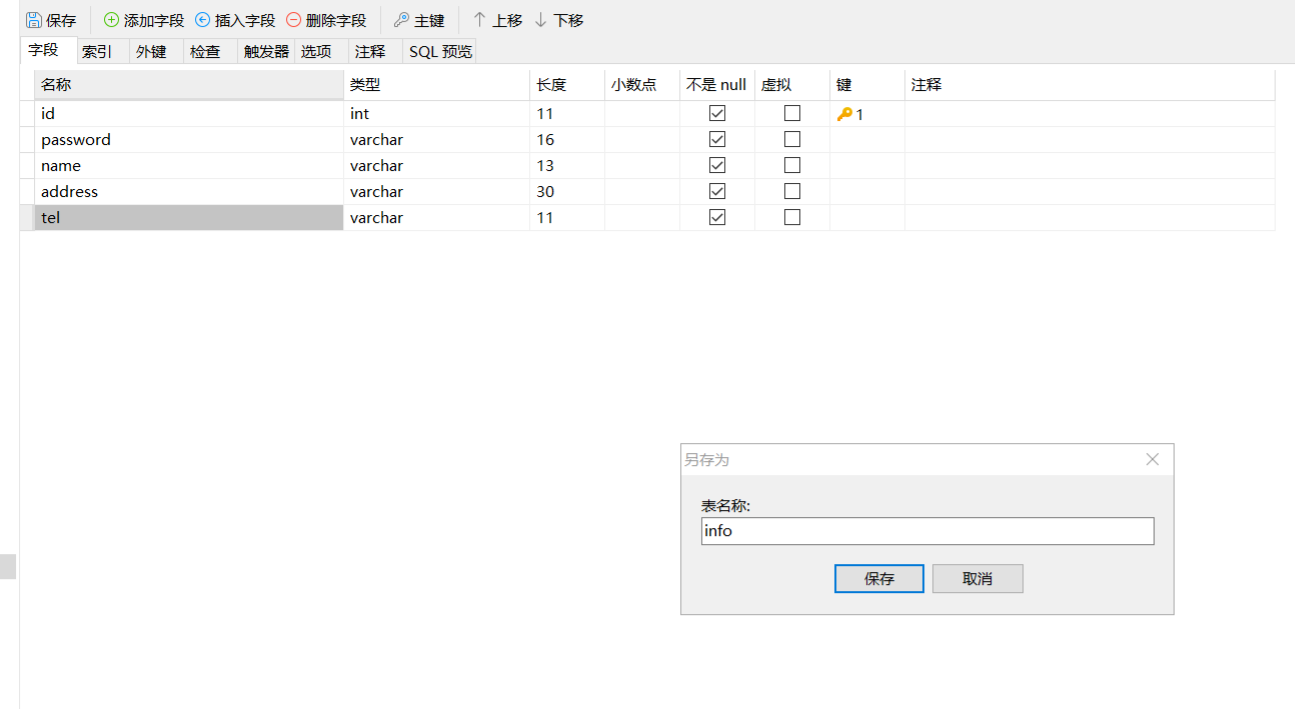 保存 添加字段 插入字段 删除字段 主键 上移 下移
字段 索引 外键 检查 触发器 选项 注释 SQL 预览
名称 类型 长度 小数点 不是 null 虚拟 键 注释
id int 11 1
password varchar 16
name varchar 13
address varchar 30
tel varchar 11
另存为
表名称:
info
保存 取消